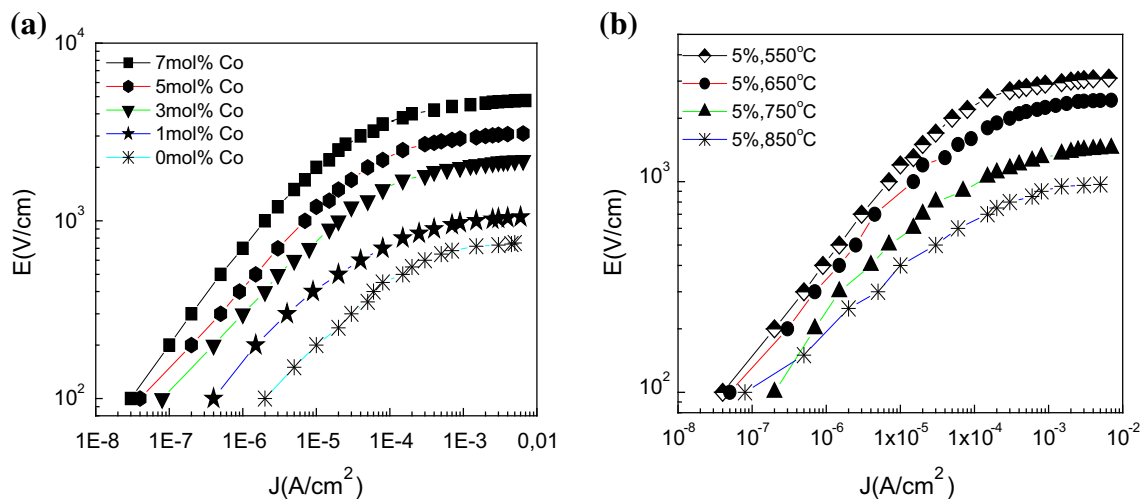 (a)
10^4
10^3
10^2
E(V/cm)
7mol% Co
5mol% Co
3mol% Co
1mol% Co
0mol% Co
1E-8 1E-7 1E-6 1E-5 1E-4 1E-3 0,01
J(A/cm^2)
(b)
10^3
10^2
E(V/cm)
5%,550°C
5%,650°C
5%,750°C
5%,850°C
10^-8 10^-7 10^-6 1x10^-5 1x10^-4 10^-3 10^-2
J(A/cm^2)